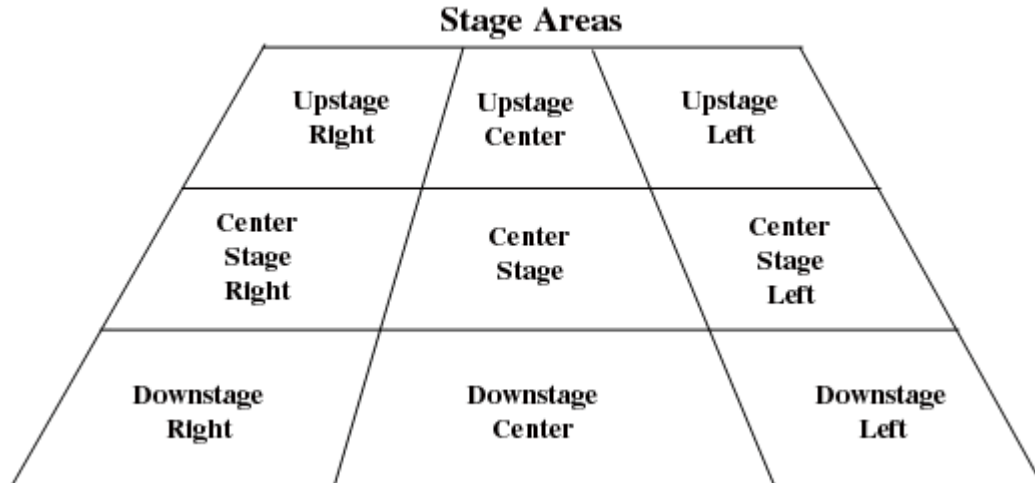 Stage Areas
Upstage
Right
Upstage
Center
Upstage
Left
Center
Stage
Right
Center
Stage
Center
Stage
Left
Downstage
Right
Downstage
Center
Downstage
Left